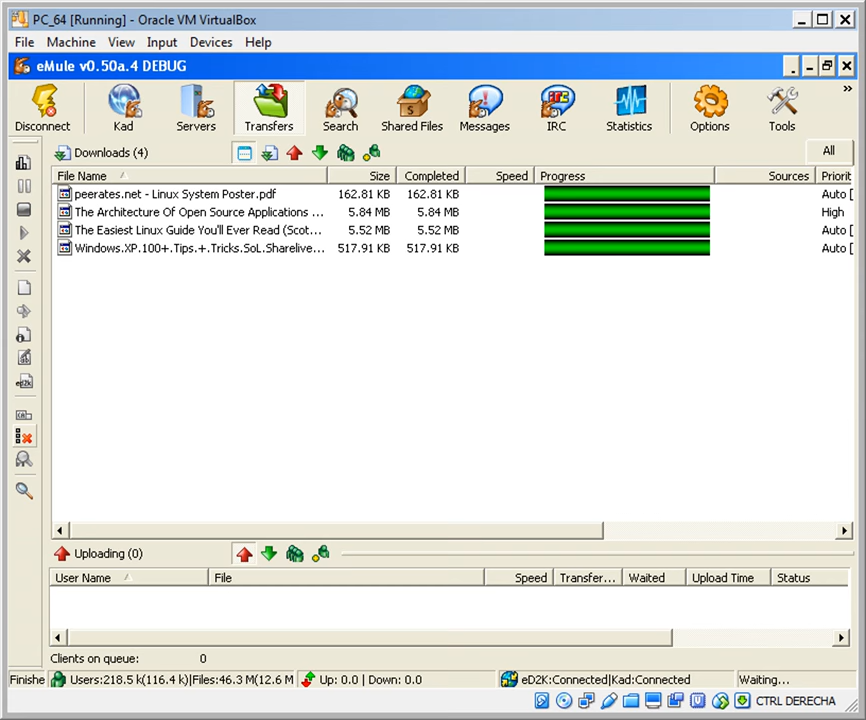 PC_64 [Running] - Oracle VM VirtualBox
File Machine View Input Devices Help
eMule v0.50a.4 DEBUG
Disconnect Kad Servers Transfers Search Shared Files Messages IRC Statistics Options Tools »
Downloads (4) All
File Name Size Completed Speed Progress Sources Priorit
peerates.net - Linux System Poster.pdf 162.81 KB 162.81 KB Auto [
The Architecture Of Open Source Applications ... 5.84 MB 5.84 MB High
The Easiest Linux Guide You'll Ever Read (Scot... 5.52 MB 5.52 MB Auto [
Windows.XP.100+.Tips.+.Tricks.SoL.Sharelive... 517.91 KB 517.91 KB Auto [
Uploading (0)
User Name File Speed Transfer... Waited Upload Time Status
Clients on queue: 0
Finishe Users:218.5 k(116.4 k)|Files:46.3 M(12.6 M Up: 0.0 | Down: 0.0 eD2K:Connected|Kad:Connected Waiting...
CTRL DERECHA